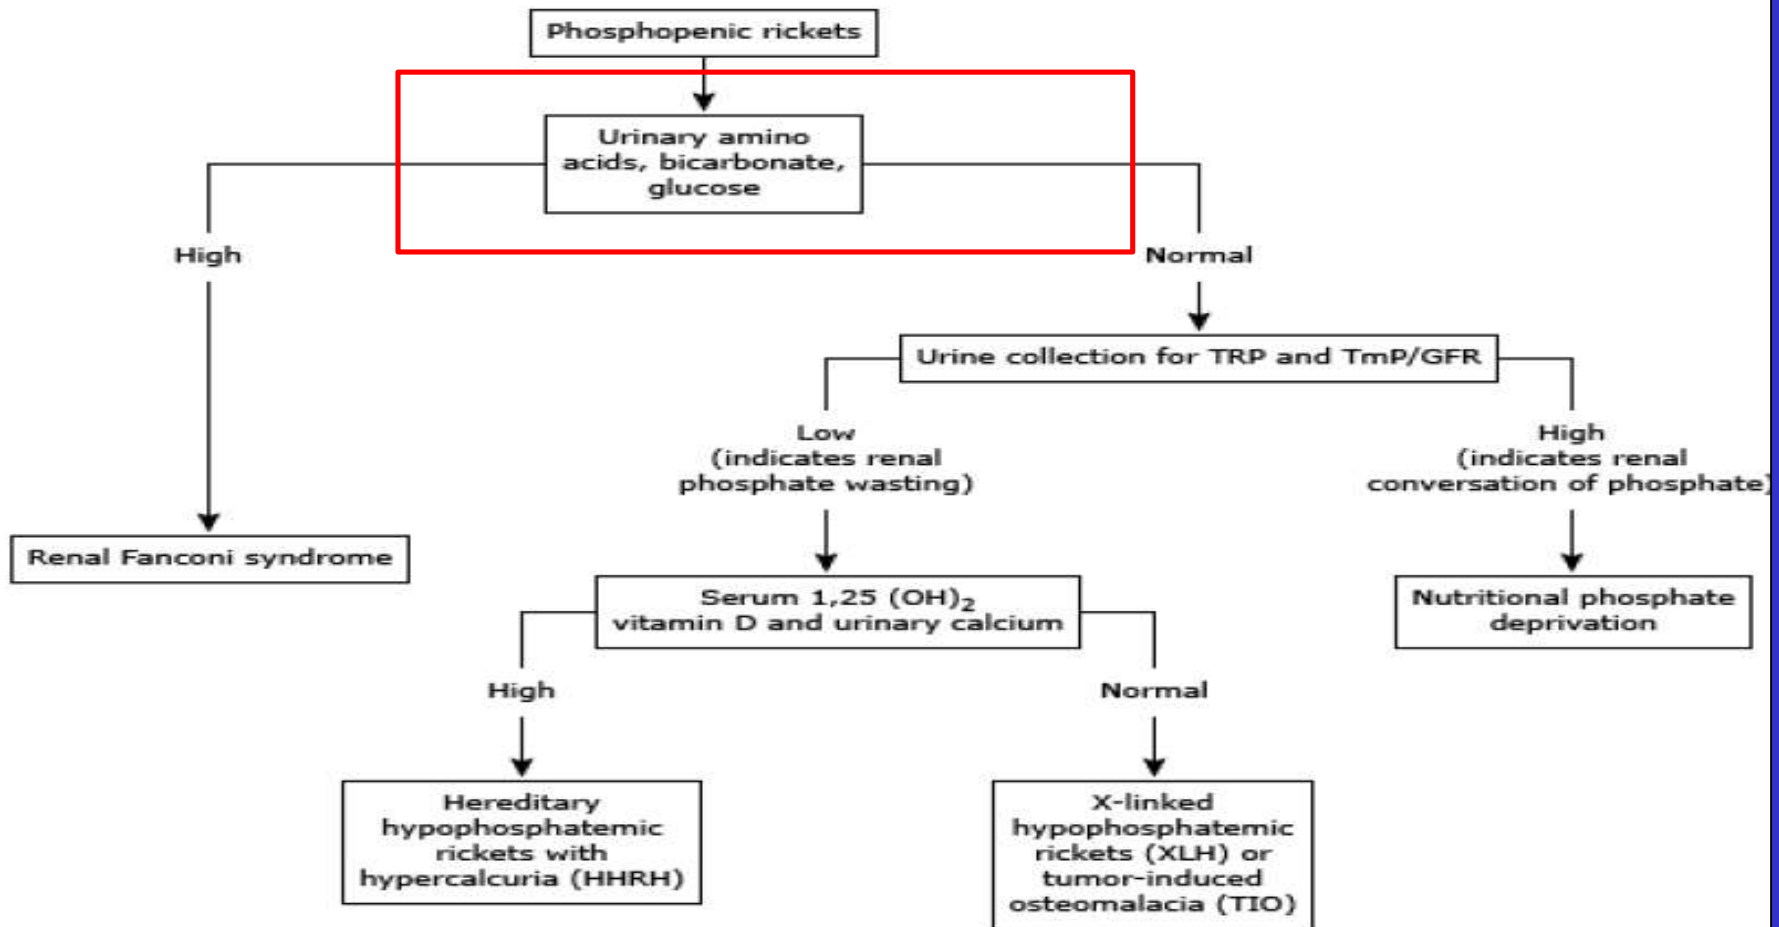 Phosphopenic rickets
Urinary amino
acids, bicarbonate,
glucose
High
Normal
Urine collection for TRP and TmP/GFR
Low
(indicates renal
phosphate wasting)
High
(indicates renal
conversation of phosphate)
Renal Fanconi syndrome
Serum 1,25 (OH)₂
vitamin D and urinary calcium
Nutritional phosphate
deprivation
High
Normal
Hereditary
hypophosphatemic
rickets with
hypercalcuria (HHRH)
X-linked
hypophosphatemic
rickets (XLH) or
tumor-induced
osteomalacia (TIO)